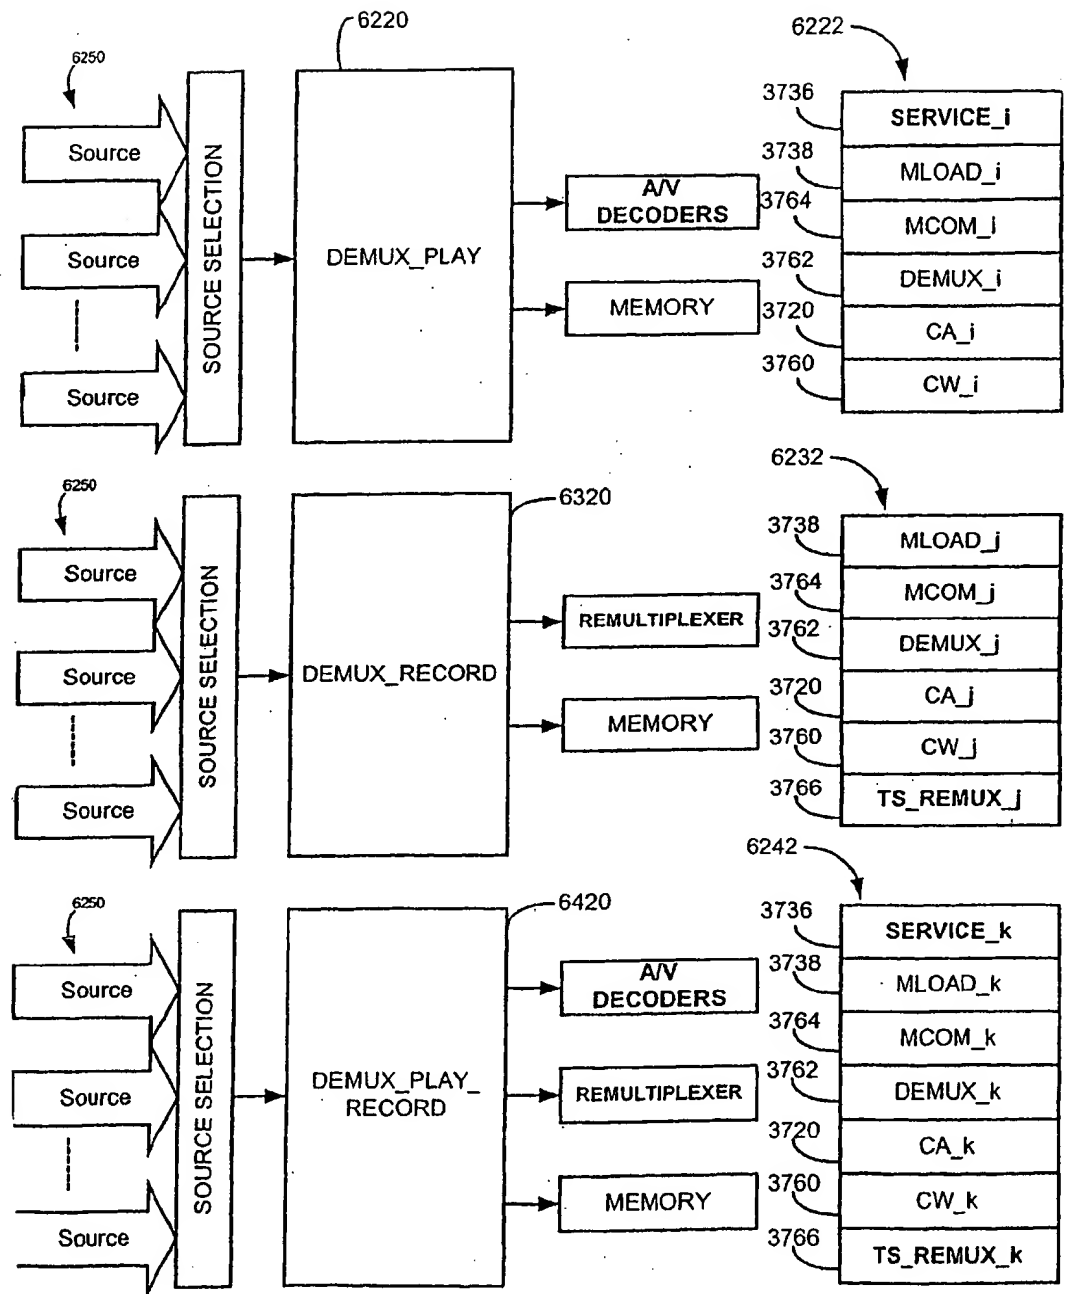 6220
6250
Source
Source
Source
SOURCE SELECTION
DEMUX_PLAY
A/V
DECODERS
MEMORY
6222
3736
SERVICE_i
3738
MLOAD_i
3764
MCOM_i
3762
DEMUX_i
3720
CA_i
3760
CW_i
6250
Source
Source
Source
SOURCE SELECTION
6320
DEMUX_RECORD
REMULTIPLEXER
MEMORY
6232
3738
MLOAD_j
3764
MCOM_j
3762
DEMUX_j
3720
CA_j
3760
CW_j
3766
TS_REMUX_j
6250
Source
Source
Source
SOURCE SELECTION
6420
DEMUX_PLAY_
RECORD
A/V
DECODERS
REMULTIPLEXER
MEMORY
6242
3736
SERVICE_k
3738
MLOAD_k
3764
MCOM_k
3762
DEMUX_k
3720
CA_k
3760
CW_k
3766
TS_REMUX_k